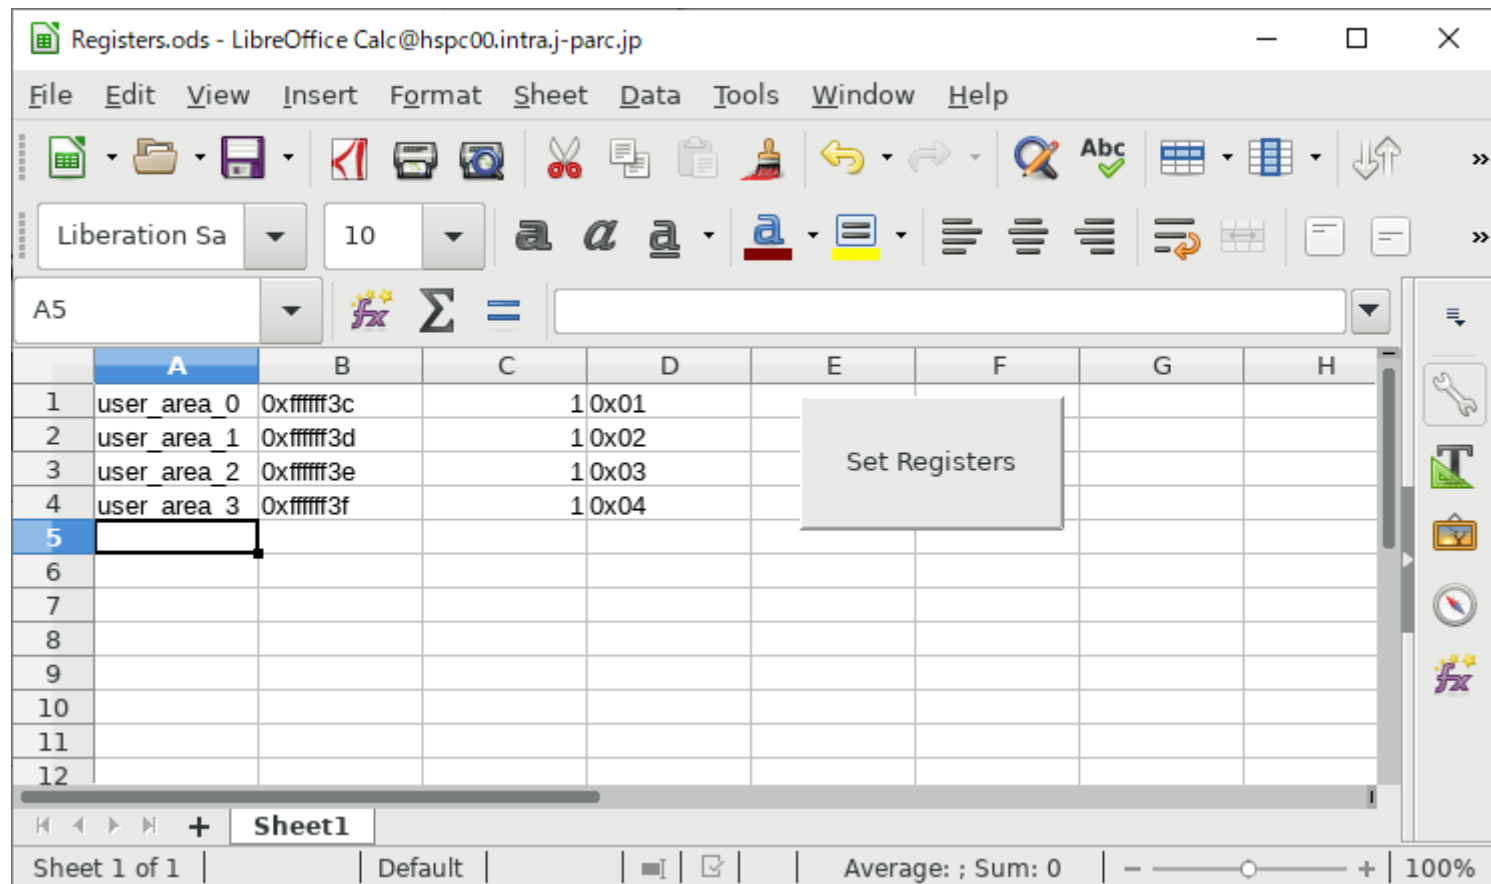 Registers.ods - LibreOffice Calc@hspc00.intra.j-parc.jp
File Edit View Insert Format Sheet Data Tools Window Help
Abc
Liberation Sa 10 a a a a
A5 fx Σ =
A B C D E F G H
1 user_area_0 0xffffff3c 1 0x01
2 user_area_1 0xffffff3d 1 0x02
3 user_area_2 0xffffff3e 1 0x03
4 user_area_3 0xffffff3f 1 0x04
Set Registers
5
6
7
8
9
10
11
12
Sheet1
Sheet 1 of 1 Default Average: ; Sum: 0 100%